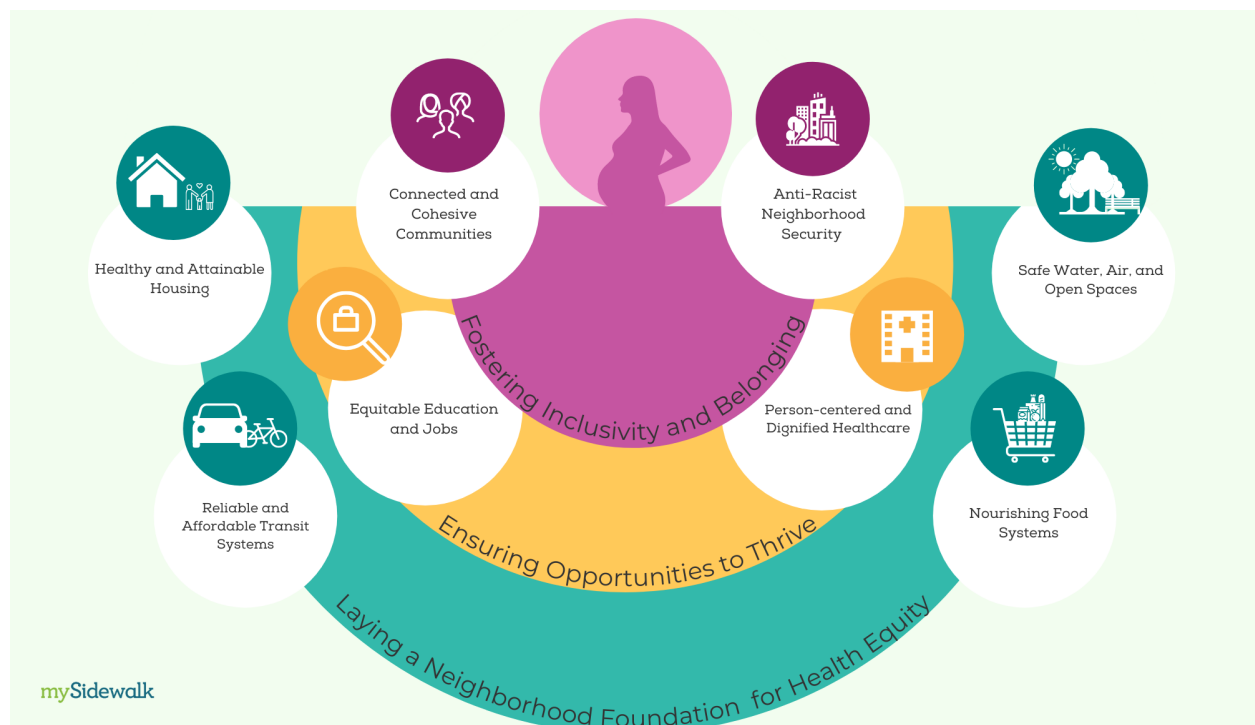 Connected and
Cohesive
Communities
Anti-Racist
Neighborhood
Security
Healthy and Attainable
Housing
Safe Water, Air, and
Open Spaces
Equitable Education
and Jobs
Person-centered and
Dignified Healthcare
Reliable and
Affordable Transit
Systems
Nourishing Food
Systems
Fostering Inclusivity and Belonging
Ensuring Opportunities to Thrive
Laying a Neighborhood Foundation for Health Equity
mySidewalk